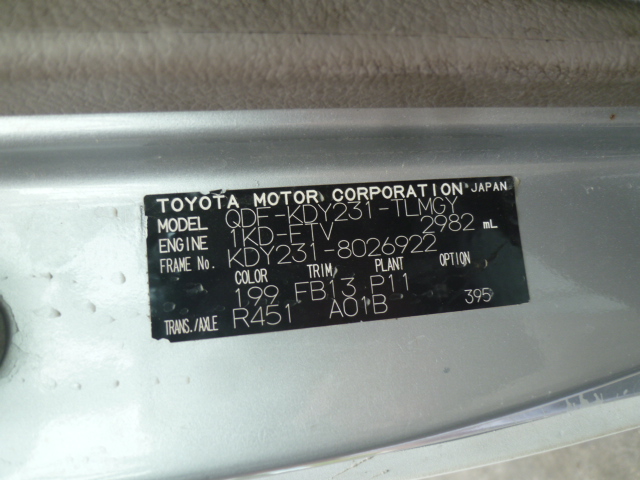 TOYOTA MOTOR CORPORATION JAPAN
MODEL QDF-KDY231-TLMGY
ENGINE 1KD-FTV 2982 mL
FRAME No. KDY231-8026922
COLOR TRIM PLANT OPTION
199 FB13 P11
TRANS./AXLE R451 A01B 395